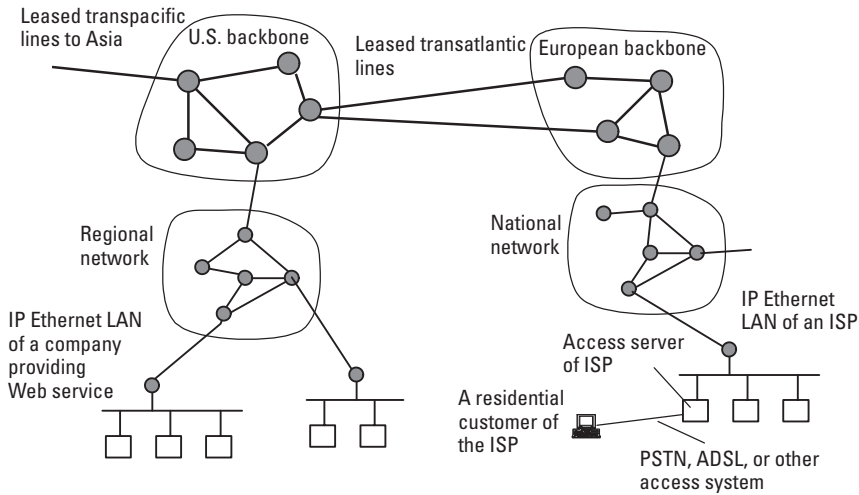 Leased transpacific
lines to Asia
U.S. backbone
Leased transatlantic
lines
European backbone
Regional
network
National
network
IP Ethernet LAN
of a company
providing
Web service
IP Ethernet
LAN of an ISP
Access server
of ISP
A residential
customer of
the ISP
PSTN, ADSL, or other
access system